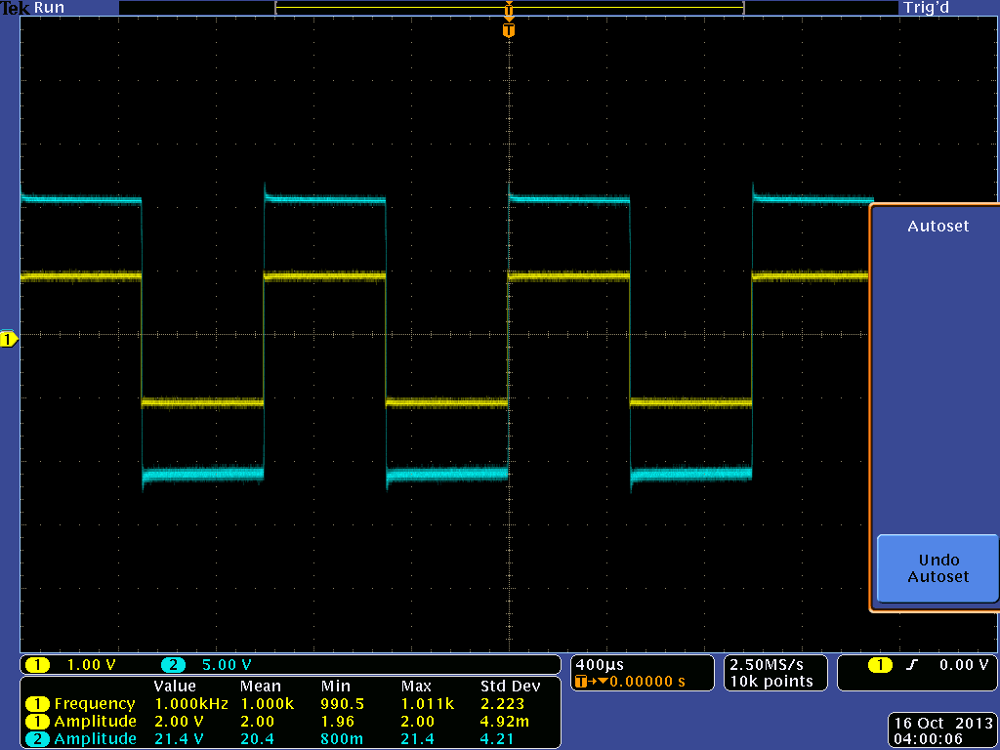 Tek Run Trig'd
T
T
Autoset
1
Undo
Autoset
1 1.00 V 2 5.00 V
400µs
T→▼0.00000 s
2.50MS/s
10k points
1 0.00 V
Value Mean Min Max Std Dev
1 Frequency 1.000kHz 1.000k 990.5 1.011k 2.223
1 Amplitude 2.00 V 2.00 1.96 2.00 4.92m
2 Amplitude 21.4 V 20.4 800m 21.4 4.21
16 Oct 2013
04:00:06